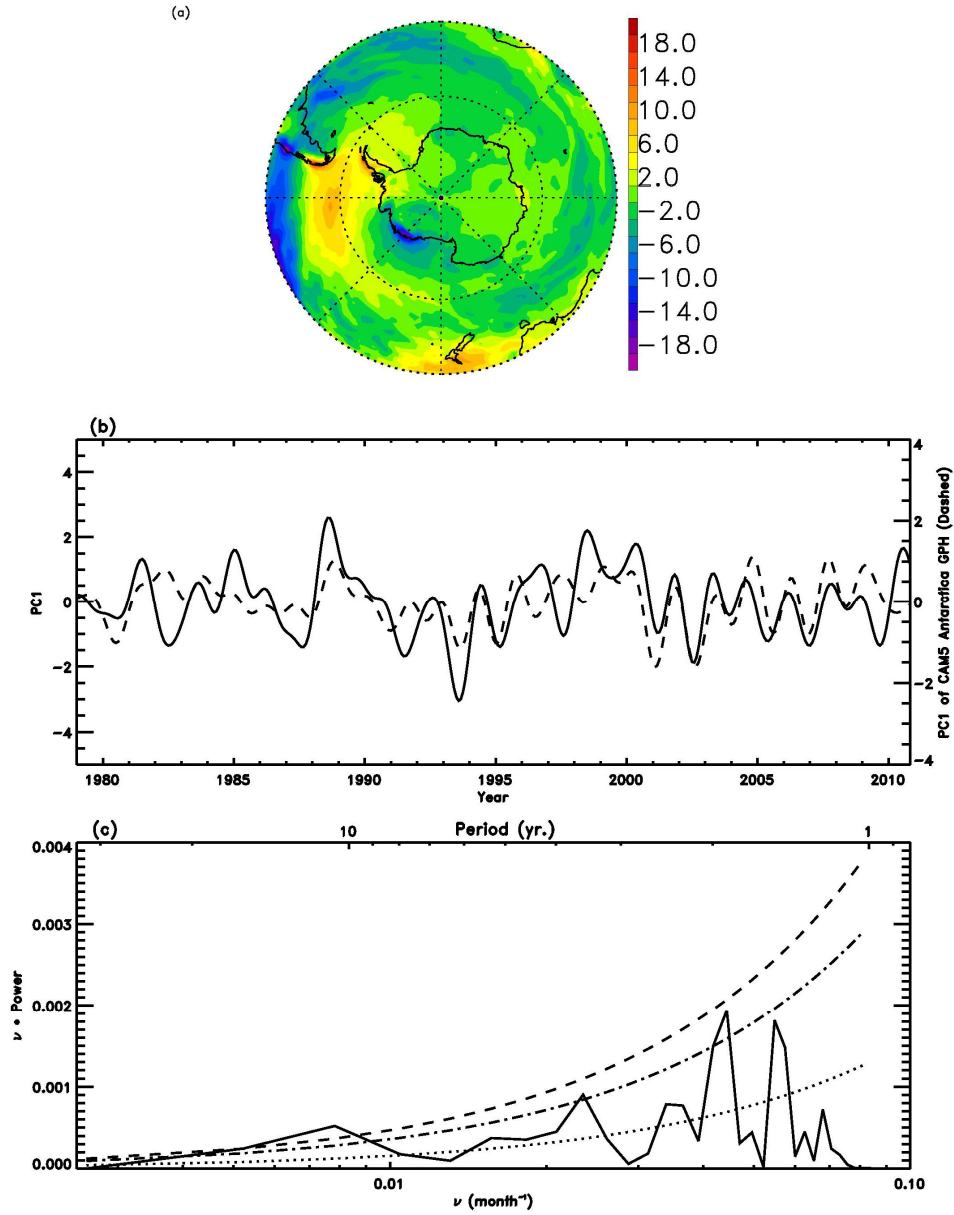 (a)
18.0
14.0
10.0
6.0
2.0
−2.0
−6.0
−10.0
−14.0
−18.0
(b)
4
2
0
−2
−4
PC1
4
2
0
−2
−4
PC1 of CAM5 Antaratica GPH (Dashed)
1980 1985 1990 1995 2000 2005 2010
Year
(c)
10 Period (yr.) 1
0.004
0.003
0.002
0.001
0.000
ν • Power
0.01 0.10
ν (month⁻¹)